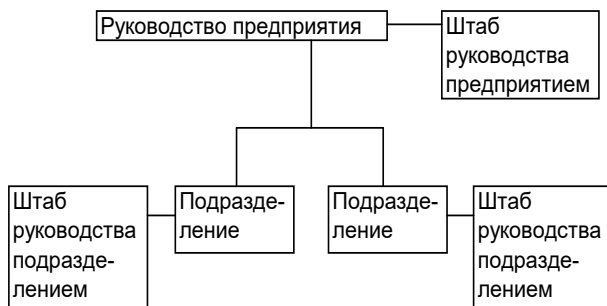 Руководство предприятия
Штаб
руководства
предприятием
Штаб
руководства
подразде-
лением
Подразде-
ление
Подразде-
ление
Штаб
руководства
подразде-
лением